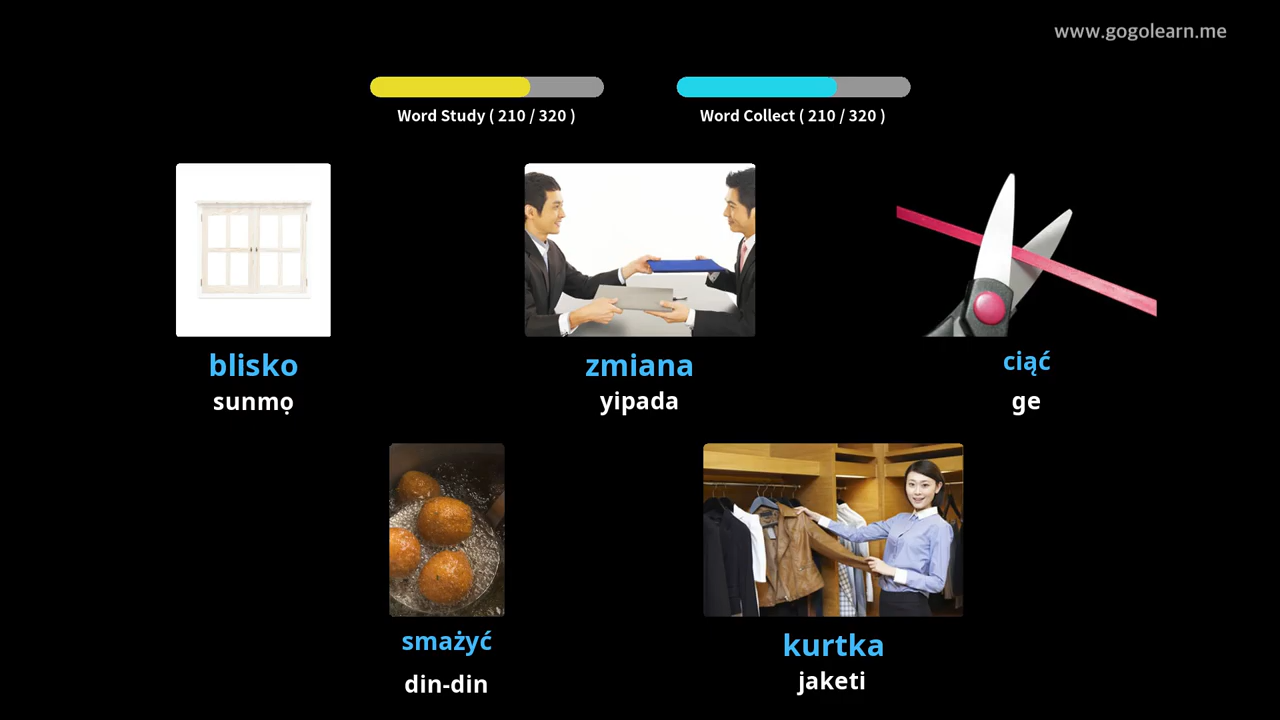 www.gogolearn.me
Word Study ( 210 / 320 )
Word Collect ( 210 / 320 )
blisko
sunmọ
zmiana
yipada
ciąć
ge
smażyć
din-din
kurtka
jaketi